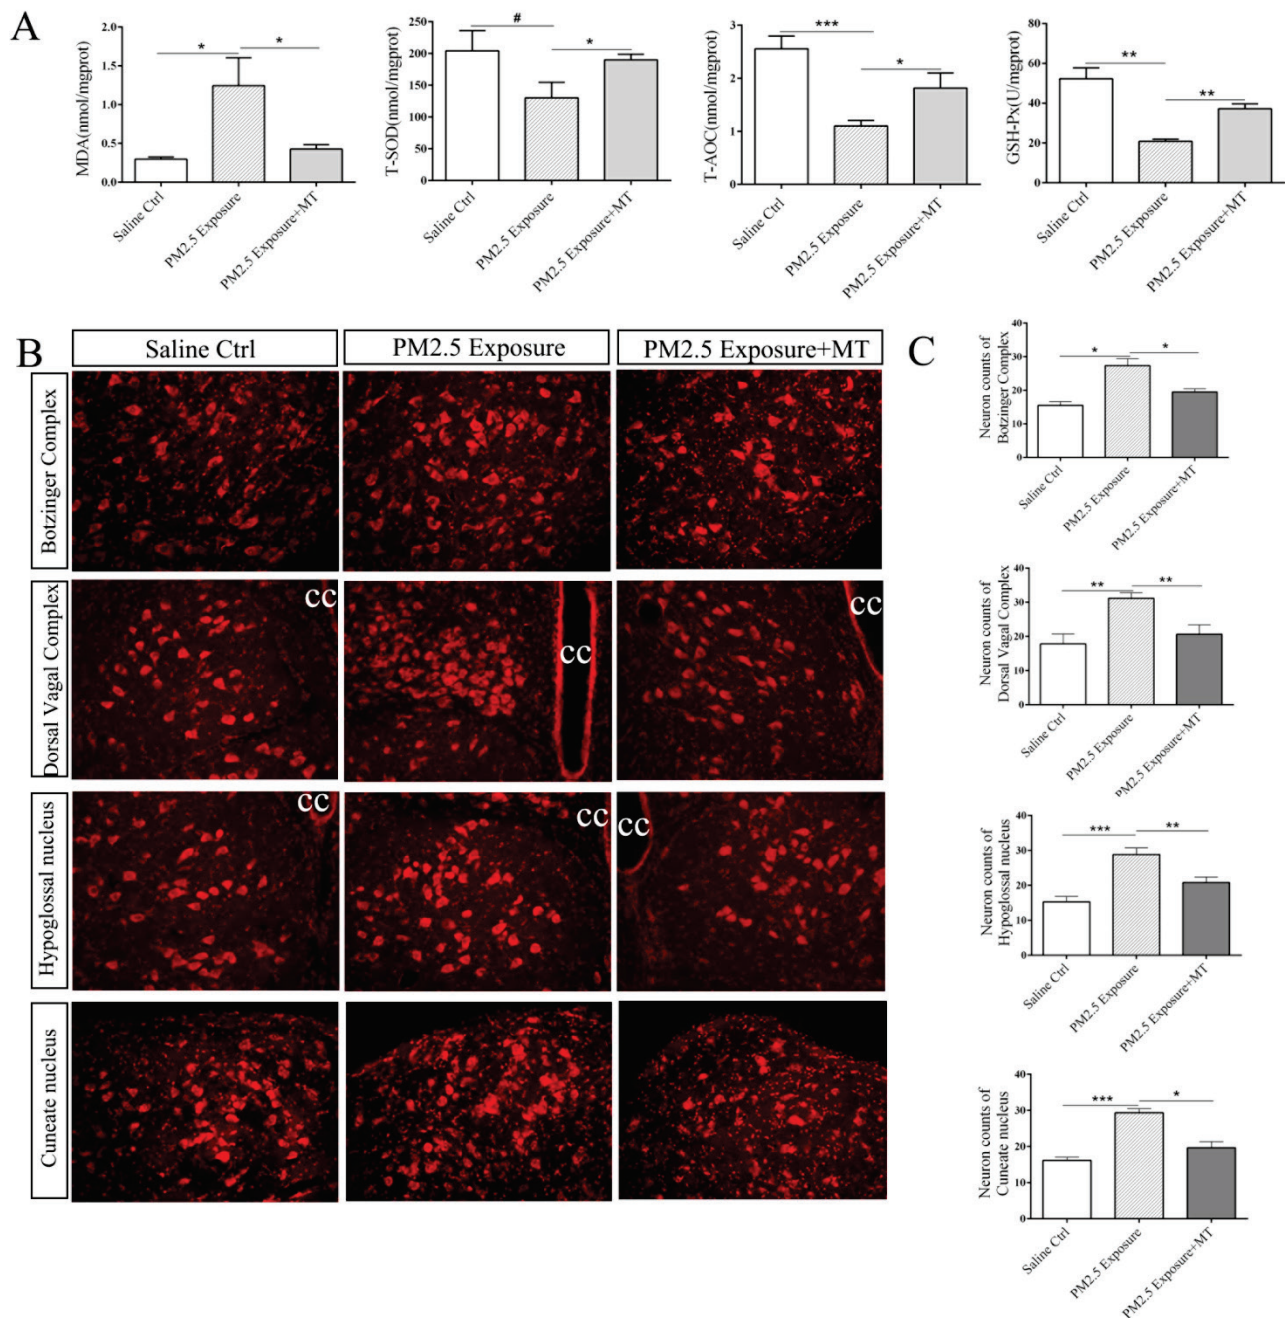 A
MDA(nmol/mgprot)
2.0
1.5
1.0
0.5
0.0
*
*
Saline Ctrl
PM2.5 Exposure
PM2.5 Exposure+MT
T-SOD(nmol/mgprot)
250
200
150
100
50
0
#
*
Saline Ctrl
PM2.5 Exposure
PM2.5 Exposure+MT
T-AOC(nmol/mgprot)
3
2
1
0
***
*
Saline Ctrl
PM2.5 Exposure
PM2.5 Exposure+MT
GSH-Px(U/mgprot)
80
60
40
20
0
**
**
Saline Ctrl
PM2.5 Exposure
PM2.5 Exposure+MT
B
Saline Ctrl
PM2.5 Exposure
PM2.5 Exposure+MT
Botzinger Complex
Dorsal Vagal Complex
cc
cc
cc
Hypoglossal nucleus
cc
cc
cc
Cuneate nucleus
C
Neuron counts of
Botzinger Complex
40
30
20
10
0
*
*
Saline Ctrl
PM2.5 Exposure
PM2.5 Exposure+MT
Neuron counts of
Dorsal Vagal Complex
40
30
20
10
0
**
**
Saline Ctrl
PM2.5 Exposure
PM2.5 Exposure+MT
Neuron counts of
Hypoglossal nucleus
40
30
20
10
0
***
**
Saline Ctrl
PM2.5 Exposure
PM2.5 Exposure+MT
Neuron counts of
Cuneate nucleus
40
30
20
10
0
***
*
Saline Ctrl
PM2.5 Exposure
PM2.5 Exposure+MT